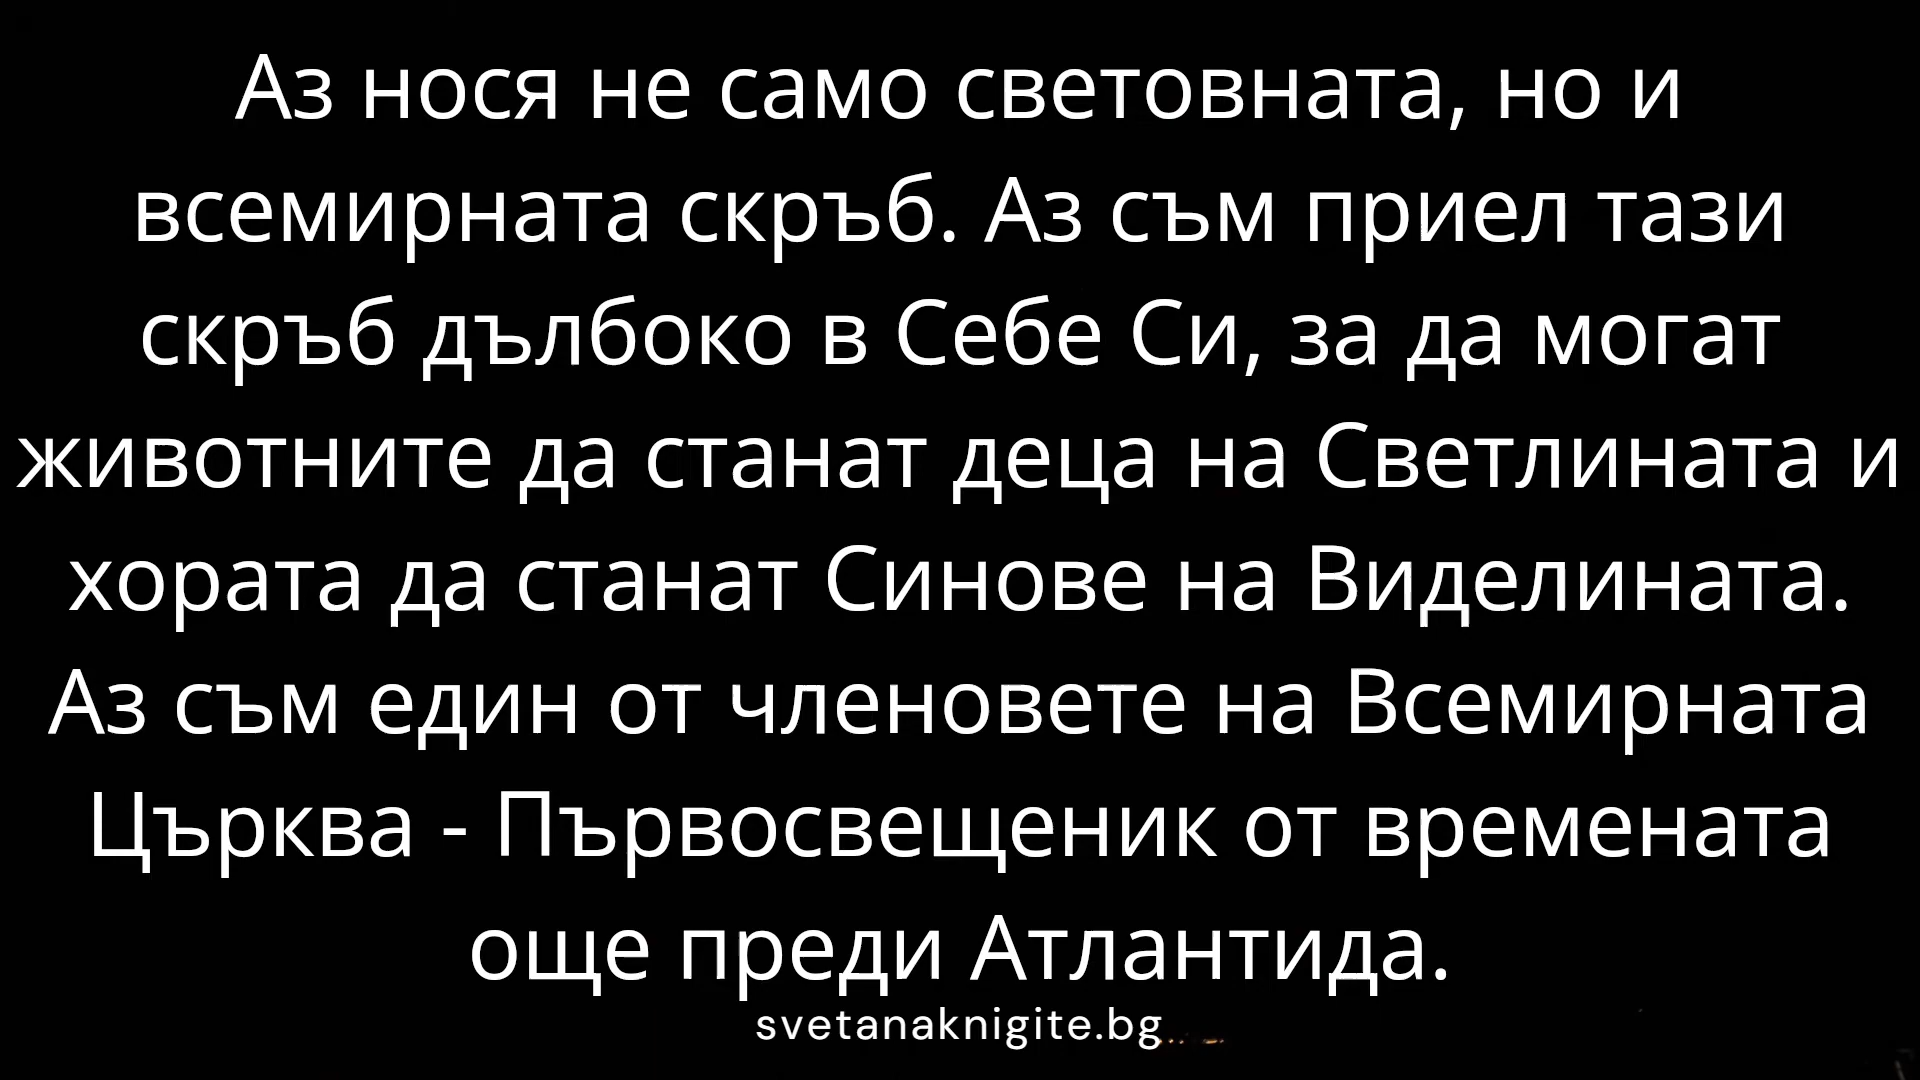 Аз нося не само световната, но и
всемирната скръб. Аз съм приел тази
скръб дълбоко в Себе Си, за да могат
животните да станат деца на Светлината и
хората да станат Синове на Виделината.
Аз съм един от членовете на Всемирната
Църква - Първосвещеник от времената
още преди Атлантида.
svetanaknigite.bg